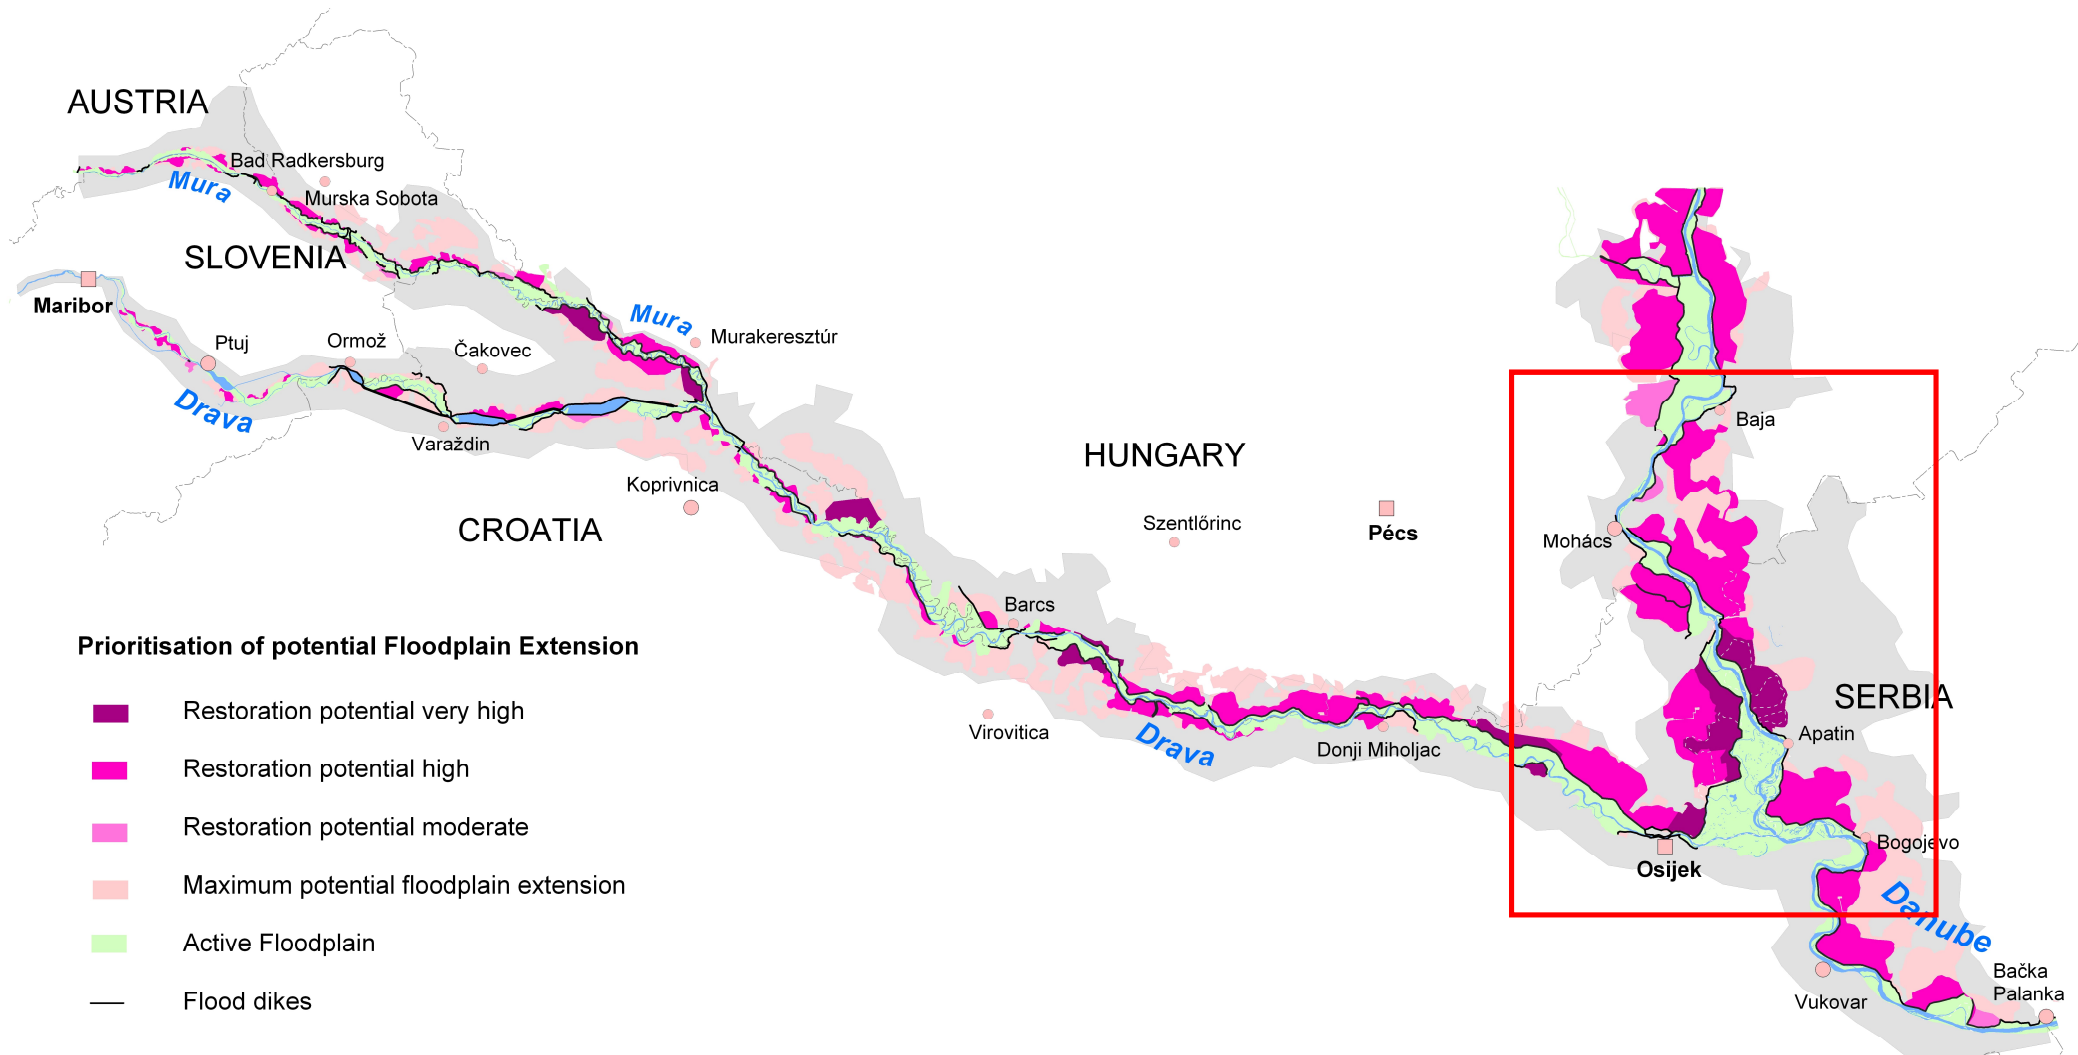 AUSTRIA
Bad Radkersburg
Mura
Murska Sobota
SLOVENIA
Maribor
Mura
Murakeresztúr
Ptuj
Ormož
Čakovec
Drava
Varaždin
Baja
HUNGARY
Koprivnica
CROATIA
Szentlőrinc
Pécs
Mohács
Barcs
Prioritisation of potential Floodplain Extension
Restoration potential very high
Restoration potential high
Restoration potential moderate
Maximum potential floodplain extension
Active Floodplain
Flood dikes
SERBIA
Virovitica
Drava
Donji Miholjac
Apatin
Bogojevo
Osijek
Danube
Vukovar
Bačka
Palanka